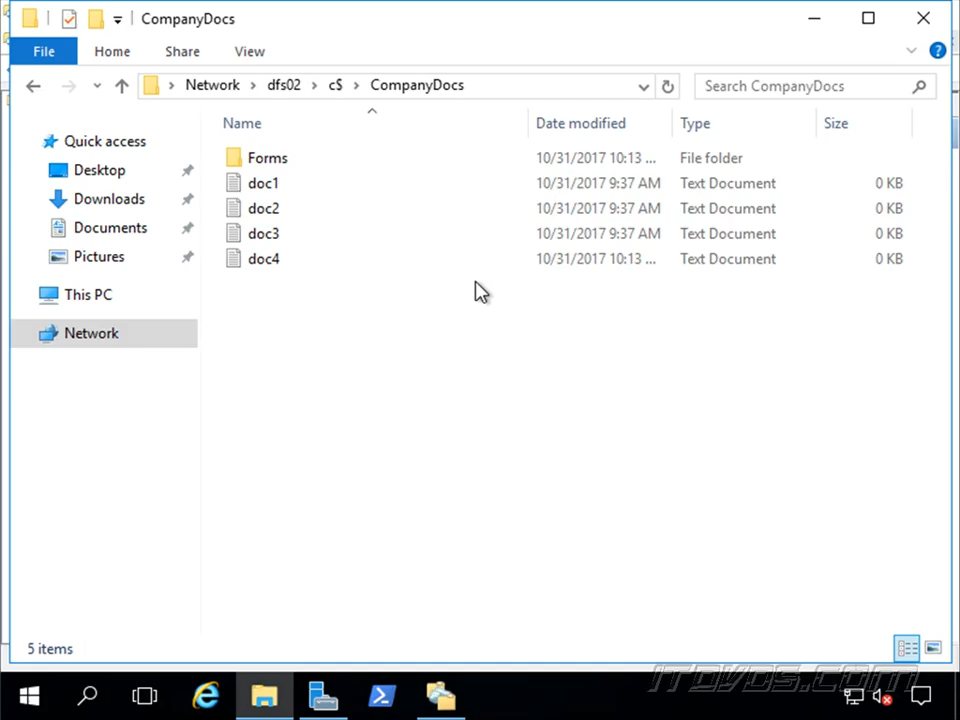 CompanyDocs
File Home Share View
Network dfs02 c$ CompanyDocs Search CompanyDocs
Name Date modified Type Size
Quick access
Desktop
Downloads
Documents
Pictures
This PC
Network
Forms 10/31/2017 10:13 ... File folder
doc1 10/31/2017 9:37 AM Text Document 0 KB
doc2 10/31/2017 9:37 AM Text Document 0 KB
doc3 10/31/2017 9:37 AM Text Document 0 KB
doc4 10/31/2017 10:13 ... Text Document 0 KB
5 items
ITDVDS.COM